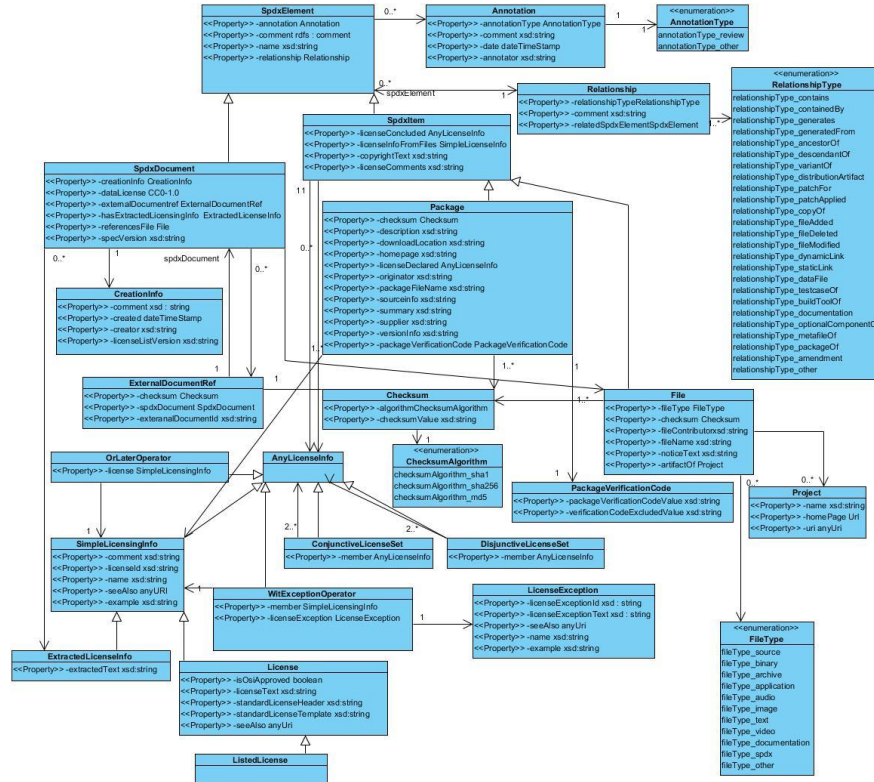 SpdxElement
<<Property>> -annotation Annotation
<<Property>> -comment rdfs : comment
<<Property>> -name xsd:string
<<Property>> -relationship Relationship
0..*
Annotation
<<Property>> -annotationType AnnotationType
<<Property>> -comment xsd:string
<<Property>> -date dateTimeStamp
<<Property>> -annotator xsd:string
1
1
<<enumeration>>
AnnotationType
annotationType_review
annotationType_other
0..*
spdxElement
1
Relationship
<<Property>> -relationshipTypeRelationshipType
<<Property>> -comment xsd:string
<<Property>> -relatedSpdxElementSpdxElement
1..*
<<enumeration>>
RelationshipType
relationshipType_contains
relationshipType_containedBy
relationshipType_generates
relationshipType_generatedFrom
relationshipType_ancestorOf
relationshipType_descendantOf
relationshipType_variantOf
relationshipType_distributionArtifact
relationshipType_patchFor
relationshipType_patchApplied
relationshipType_copyOf
relationshipType_fileAdded
relationshipType_fileDeleted
relationshipType_fileModified
relationshipType_dynamicLink
relationshipType_staticLink
relationshipType_dataFile
relationshipType_testcaseOf
relationshipType_buildToolOf
relationshipType_documentation
relationshipType_optionalComponentO
relationshipType_metafileOf
relationshipType_packageOf
relationshipType_amendment
relationshipType_other
SpdxItem
<<Property>> -licenseConcluded AnyLicenseInfo
<<Property>> -licenseInfoFromFiles SimpleLicenseInfo
<<Property>> -copyrightText xsd:string
<<Property>> -licenseComments xsd:string
SpdxDocument
<<Property>> -creationInfo CreationInfo
<<Property>> -dataLicense CC0-1.0
<<Property>> -externalDocumentref ExternalDocumentRef
<<Property>> -hasExtractedLicensingInfo ExtractedLicenseInfo
<<Property>> -referencesFile File
<<Property>> -specVersion xsd:string
11
0..*
1
spdxDocument
0..*
0..*
Package
<<Property>> -checksum Checksum
<<Property>> -description xsd:string
<<Property>> -downloadLocation xsd:string
<<Property>> -homepage xsd:string
<<Property>> -licenseDeclared AnyLicenseInfo
<<Property>> -originator xsd:string
<<Property>> -packageFileName xsd:string
<<Property>> -sourceinfo xsd:string
<<Property>> -summary xsd:string
<<Property>> -supplier xsd:string
<<Property>> -versionInfo xsd:string
<<Property>> -packageVerificationCode PackageVerificationCode
CreationInfo
<<Property>> -comment xsd : string
<<Property>> -created dateTimeStamp
<<Property>> -creator xsd:string
<<Property>> -licenseListVersion xsd:string
1..*
1
1
1..*
1
ExternalDocumentRef
<<Property>> -checksum Checksum
<<Property>> -spdxDocument SpdxDocument
<<Property>> -exteranalDocumentId xsd:string
Checksum
<<Property>> -algorithmChecksumAlgorithm
<<Property>> -checksumValue xsd:string
1..*
File
<<Property>> -fileType FileType
<<Property>> -checksum Checksum
<<Property>> -fileContributorxsd:string
<<Property>> -fileName xsd:string
<<Property>> -noticeText xsd:string
<<Property>> -artifactOf Project
1
<<enumeration>>
ChecksumAlgorithm
checksumAlgorithm_sha1
checksumAlgorithm_sha256
checksumAlgorithm_md5
OrLaterOperator
<<Property>> -license SimpleLicensingInfo
AnyLicenseInfo
1
PackageVerificationCode
<<Property>> -packageVerificationCodeValue xsd:string
<<Property>> -verificationCodeExcludedValue xsd:string
0..*
0..*
Project
<<Property>> -name xsd:string
<<Property>> -homePage Url
<<Property>> -uri anyUri
1
2..*
2..*
SimpleLicensingInfo
<<Property>> -comment xsd:string
<<Property>> -licenseId xsd:string
<<Property>> -name xsd:string
<<Property>> -seeAlso anyURI
<<Property>> -example xsd:string
ConjunctiveLicenseSet
<<Property>> -member AnyLicenseInfo
DisjunctiveLicenseSet
<<Property>> -member AnyLicenseInfo
1
WitExceptionOperator
<<Property>> -member SimpleLicensingInfo
<<Property>> -licenseException LicenseException
1
LicenseException
<<Property>> -licenseExceptionId xsd : string
<<Property>> -licenseExceptionText xsd : string
<<Property>> -seeAlso anyUri
<<Property>> -name xsd:string
<<Property>> -example xsd:string
<<enumeration>>
FileType
fileType_source
fileType_binary
fileType_archive
fileType_application
fileType_audio
fileType_image
fileType_text
fileType_video
fileType_documentation
fileType_spdx
fileType_other
ExtractedLicenseInfo
<<Property>> -extractedText xsd:string
License
<<Property>> -isOsiApproved boolean
<<Property>> -licenseText xsd:string
<<Property>> -standardLicenseHeader xsd:string
<<Property>> -standardLicenseTemplate xsd:string
<<Property>> -seeAlso anyUri
ListedLicense